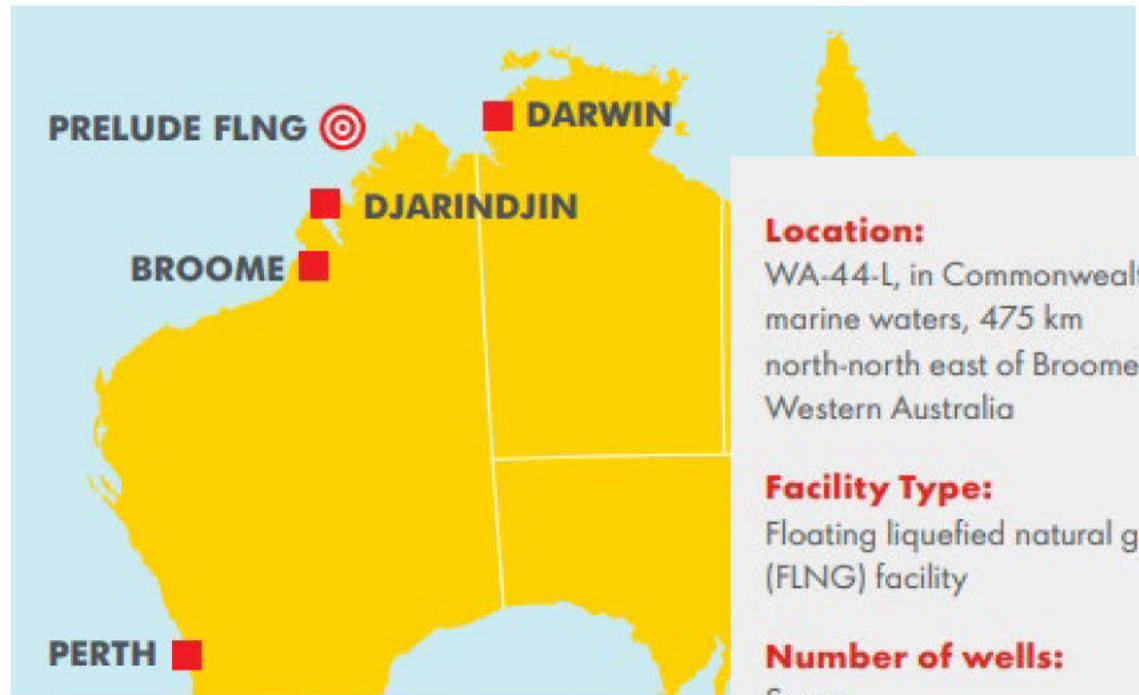 PRELUDE FLNG
DARWIN
DJARINDJIN
BROOME
PERTH
Location:
WA-44-L, in Commonwealt
marine waters, 475 km
north-north east of Broome
Western Australia
Facility Type:
Floating liquefied natural g
(FLNG) facility
Number of wells: